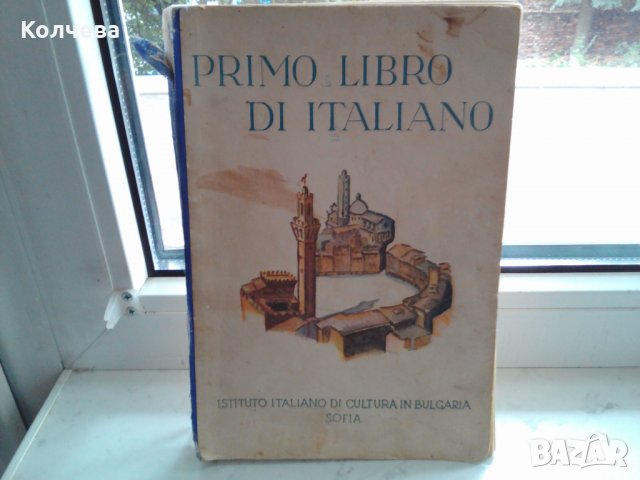 Колчева
PRIMO LIBRO
DI ITALIANO
ISTITUTO ITALIANO DI CULTURA IN BULGARIA
SOFIA
BAZAR